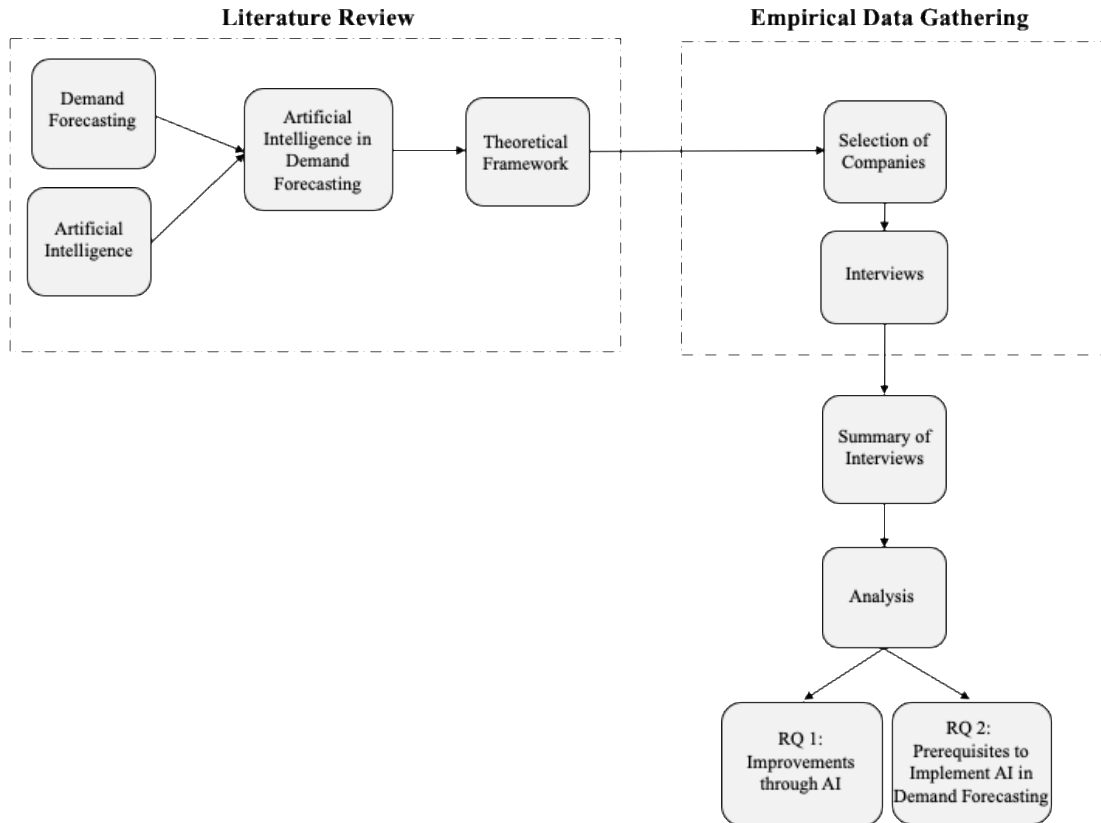 Literature Review
Empirical Data Gathering
Demand
Forecasting
Artificial
Intelligence
Artificial
Intelligence in
Demand
Forecasting
Theoretical
Framework
Selection of
Companies
Interviews
Summary of
Interviews
Analysis
RQ 1:
Improvements
through AI
RQ 2:
Prerequisites to
Implement AI in
Demand Forecasting